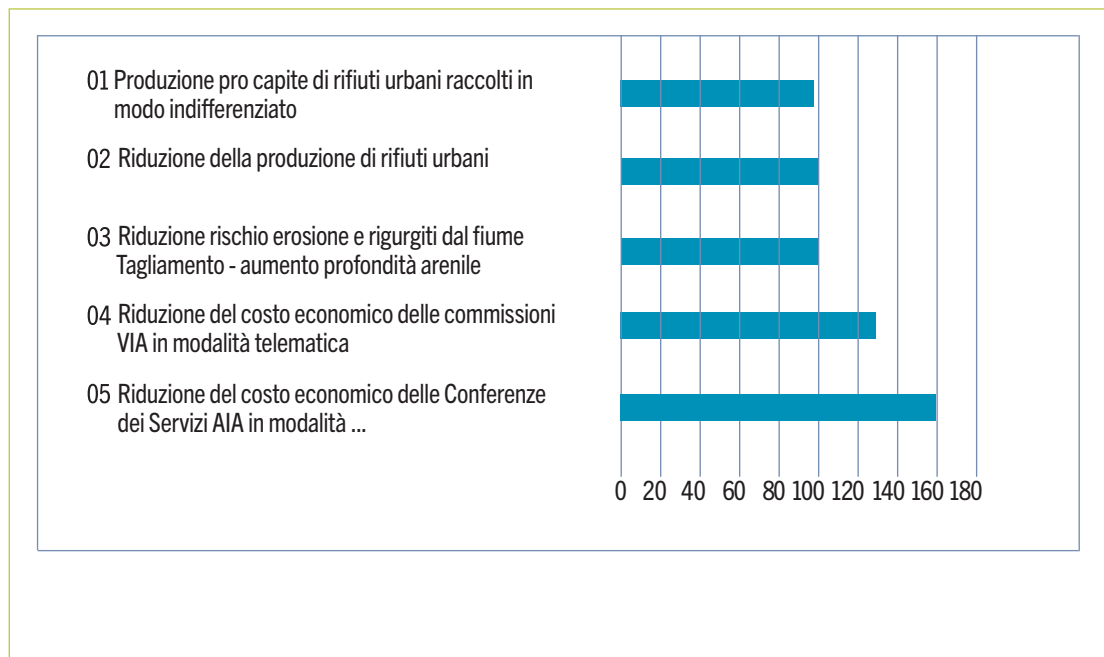 01 Produzione pro capite di rifiuti urbani raccolti in
modo indifferenziato
02 Riduzione della produzione di rifiuti urbani
03 Riduzione rischio erosione e rigurgiti dal fiume
Tagliamento - aumento profondità arenile
04 Riduzione del costo economico delle commissioni
VIA in modalità telematica
05 Riduzione del costo economico delle Conferenze
dei Servizi AIA in modalità ...
0 20 40 60 80 100 120 140 160 180